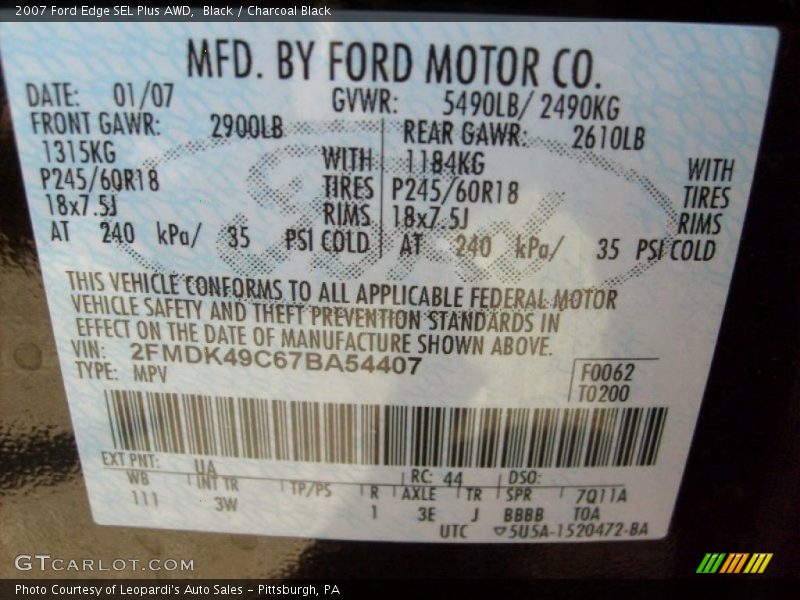 2007 Ford Edge SEL Plus AWD,  Black / Charcoal Black
MFD. BY FORD MOTOR CO.
DATE: 01/07 GVWR: 5490LB/ 2490KG
FRONT GAWR: 2900LB REAR GAWR: 2610LB
1315KG WITH 1184KG WITH
P245/60R18 TIRES P245/60R18 TIRES
18x7.5J RIMS 18x7.5J RIMS
AT 240 kPa/ 35 PSI COLD AT 240 kPa/ 35 PSI COLD
Ford
THIS VEHICLE CONFORMS TO ALL APPLICABLE FEDERAL MOTOR
VEHICLE SAFETY AND THEFT PREVENTION STANDARDS IN
EFFECT ON THE DATE OF MANUFACTURE SHOWN ABOVE.
VIN: 2FMDK49C67BA54407
TYPE: MPV
F0062
T0200
EXT PNT: UA RC: 44 DSO:
WB INT TR TP/PS R AXLE TR SPR 7Q11A
111 3W 1 3E J BBBB T0A
UTC ▽5U5A-1520472-BA
GTCARLOT.COM
Photo Courtesy of Leopardi's Auto Sales - Pittsburgh, PA